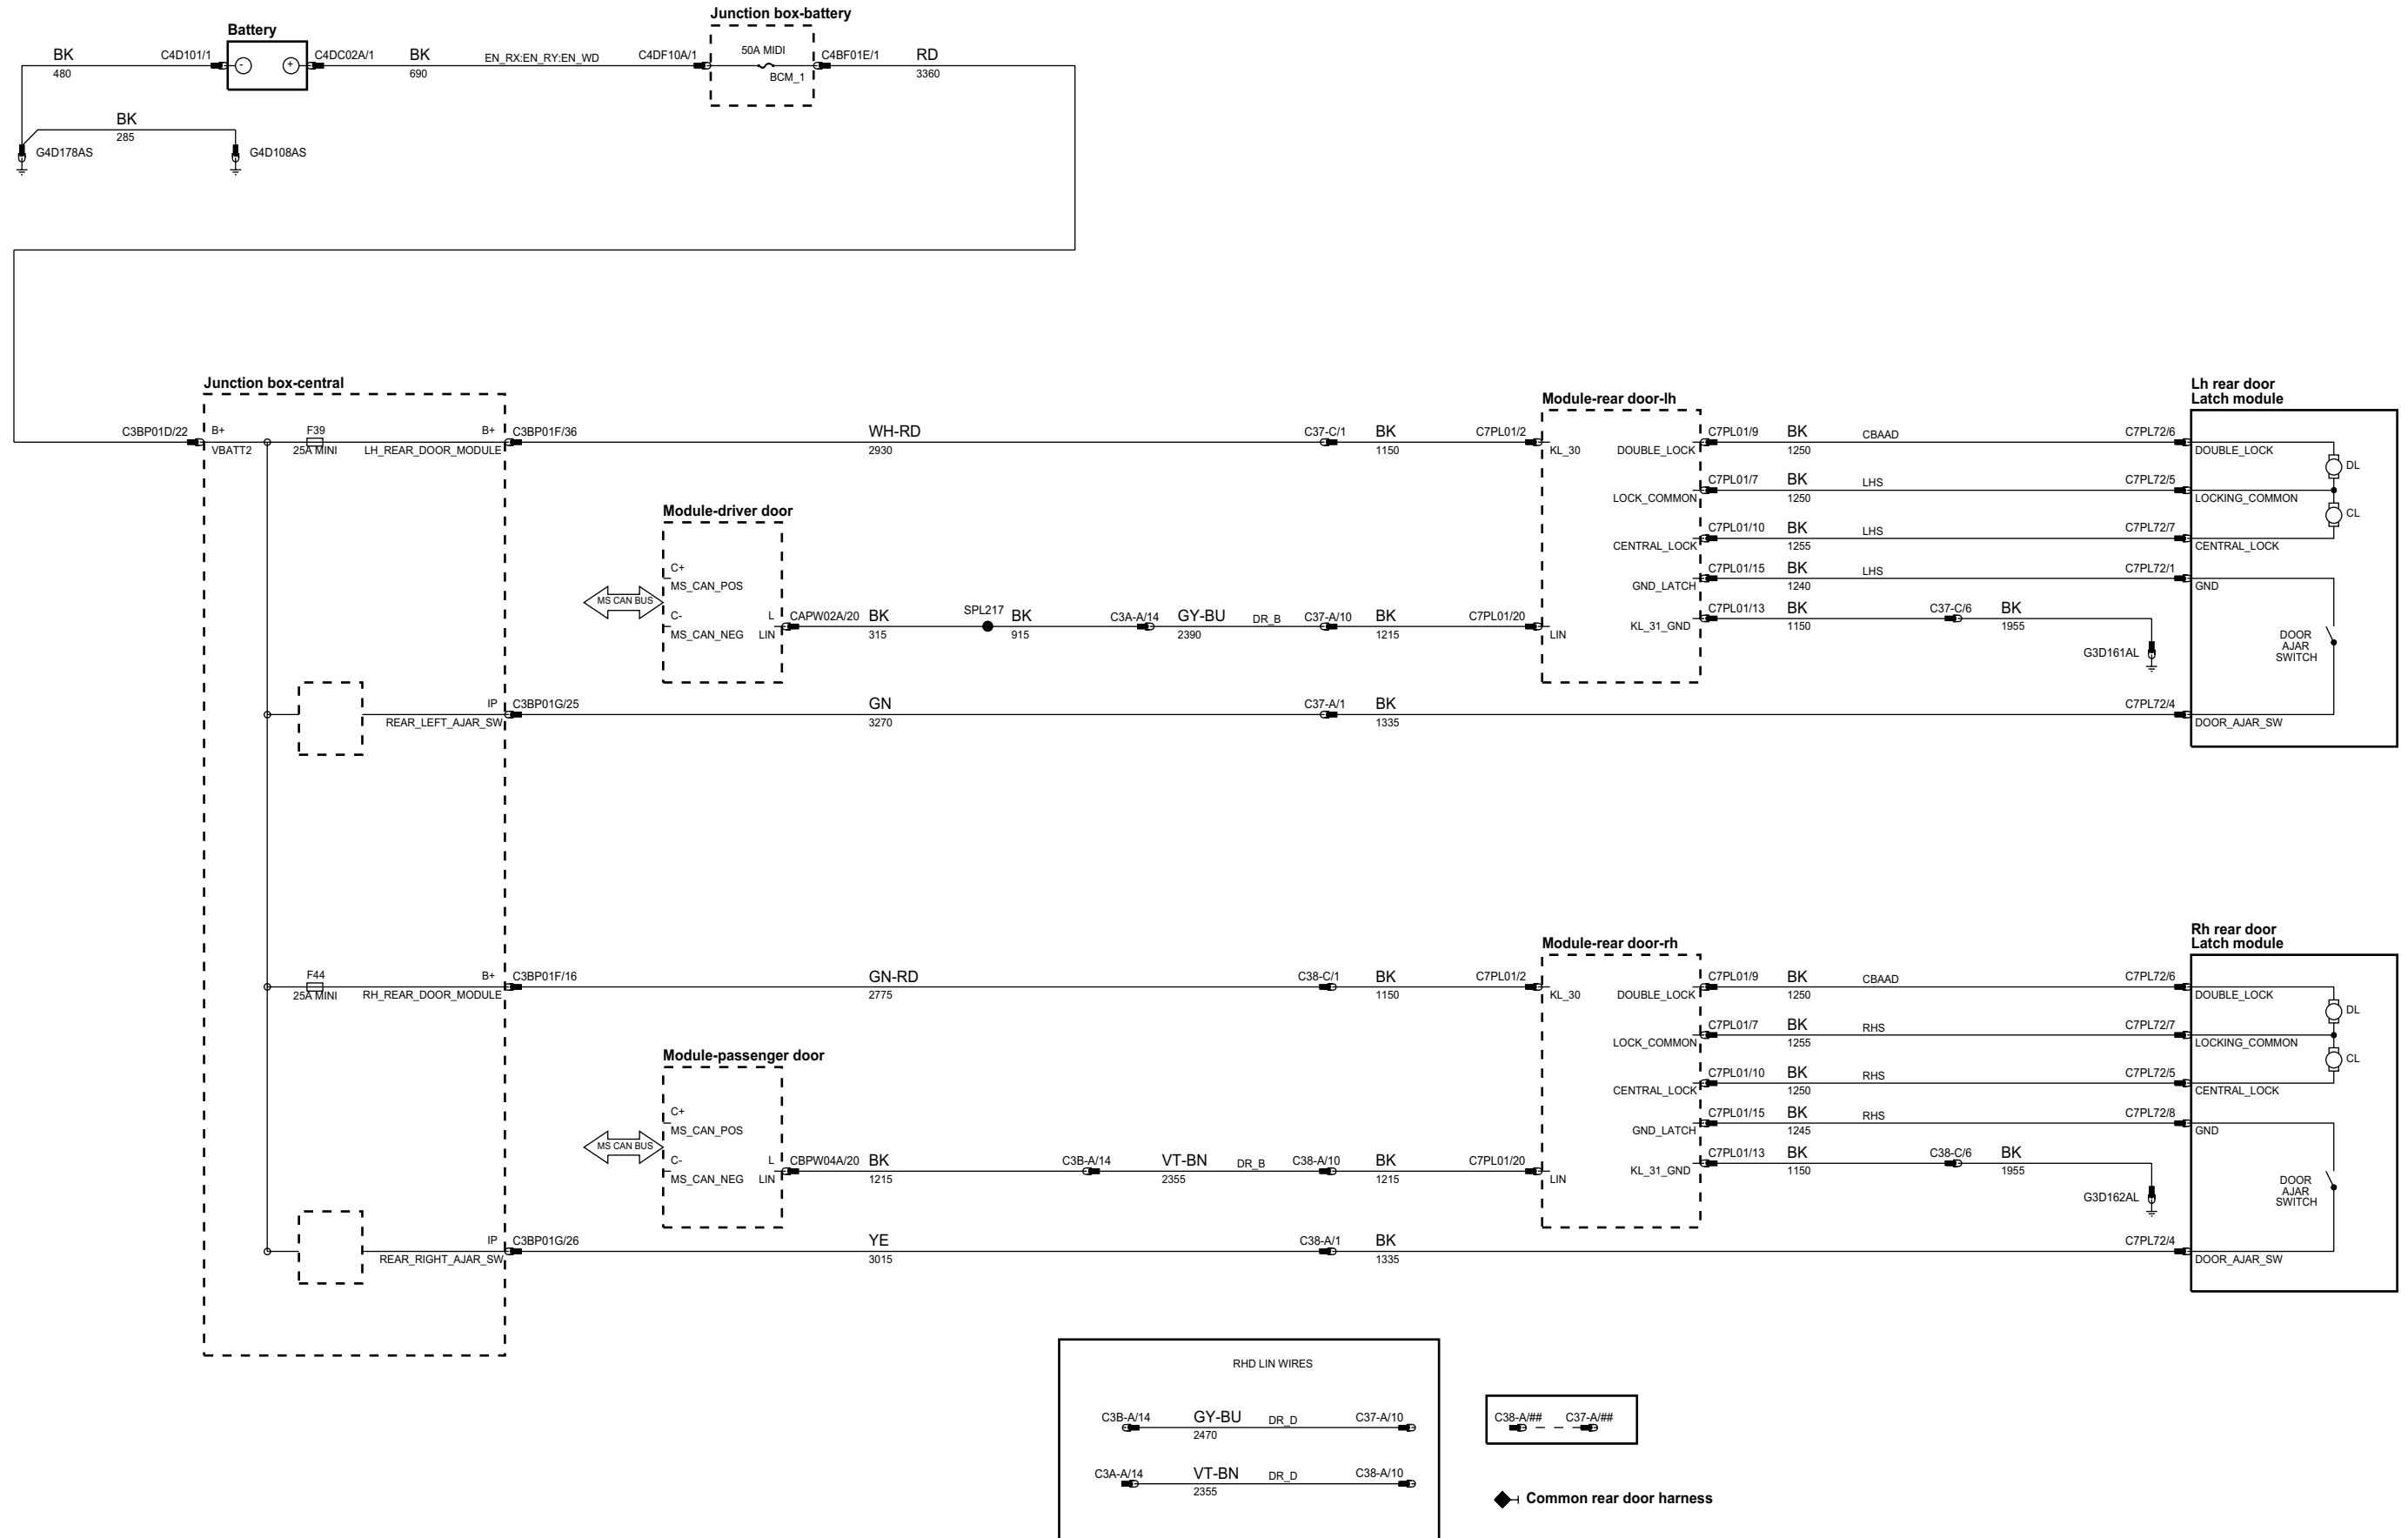 Junction box-battery
Battery
BK
480
C4D101/1
-
+
C4DC02A/1
BK
690
EN_RX:EN_RY:EN_WD
C4DF10A/1
50A MIDI
BCM_1
C4BF01E/1
RD
3360
BK
285
G4D178AS
G4D108AS
Junction box-central
C3BP01D/22
B+
VBATT2
F39
25A MINI
B+
LH_REAR_DOOR_MODULE
C3BP01F/36
WH-RD
2930
C37-C/1
BK
1150
C7PL01/2
Module-rear door-lh
KL_30
DOUBLE_LOCK
C7PL01/9
BK
1250
CBAAD
C7PL72/6
Lh rear door
Latch module
DOUBLE_LOCK
DL
LOCK_COMMON
C7PL01/7
BK
1250
LHS
C7PL72/5
LOCKING_COMMON
CL
CENTRAL_LOCK
C7PL01/10
BK
1255
LHS
C7PL72/7
CENTRAL_LOCK
GND_LATCH
C7PL01/15
BK
1240
LHS
C7PL72/1
GND
KL_31_GND
C7PL01/13
BK
1150
C37-C/6
BK
1955
G3D161AL
DOOR
AJAR
SWITCH
Module-driver door
MS CAN BUS
C+
MS_CAN_POS
C-
MS_CAN_NEG
L
LIN
CAPW02A/20
BK
315
SPL217
BK
915
C3A-A/14
GY-BU
2390
DR_B
C37-A/10
BK
1215
C7PL01/20
LIN
IP
REAR_LEFT_AJAR_SW
C3BP01G/25
GN
3270
C37-A/1
BK
1335
C7PL72/4
DOOR_AJAR_SW
F44
25A MINI
B+
RH_REAR_DOOR_MODULE
C3BP01F/16
GN-RD
2775
C38-C/1
BK
1150
C7PL01/2
Module-rear door-rh
KL_30
DOUBLE_LOCK
C7PL01/9
BK
1250
CBAAD
C7PL72/6
Rh rear door
Latch module
DOUBLE_LOCK
DL
LOCK_COMMON
C7PL01/7
BK
1255
RHS
C7PL72/7
LOCKING_COMMON
CL
CENTRAL_LOCK
C7PL01/10
BK
1250
RHS
C7PL72/5
CENTRAL_LOCK
GND_LATCH
C7PL01/15
BK
1245
RHS
C7PL72/8
GND
KL_31_GND
C7PL01/13
BK
1150
C38-C/6
BK
1955
G3D162AL
DOOR
AJAR
SWITCH
Module-passenger door
MS CAN BUS
C+
MS_CAN_POS
C-
MS_CAN_NEG
L
LIN
CBPW04A/20
BK
1215
C3B-A/14
VT-BN
2355
DR_B
C38-A/10
BK
1215
C7PL01/20
LIN
IP
REAR_RIGHT_AJAR_SW
C3BP01G/26
YE
3015
C38-A/1
BK
1335
C7PL72/4
DOOR_AJAR_SW
RHD LIN WIRES
C3B-A/14
GY-BU
2470
DR_D
C37-A/10
C3A-A/14
VT-BN
2355
DR_D
C38-A/10
C38-A/## C37-A/##
Common rear door harness